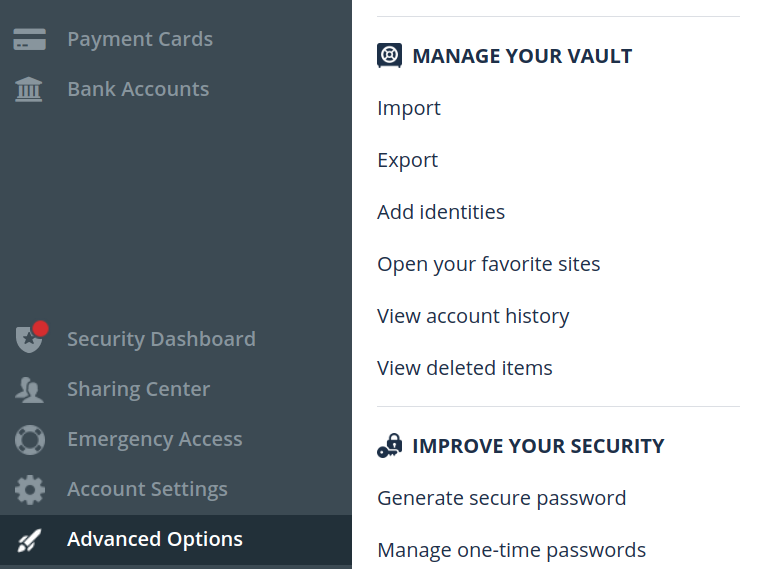 Payment Cards
Bank Accounts
Security Dashboard
Sharing Center
Emergency Access
Account Settings
Advanced Options
MANAGE YOUR VAULT
Import
Export
Add identities
Open your favorite sites
View account history
View deleted items
IMPROVE YOUR SECURITY
Generate secure password
Manage one-time passwords